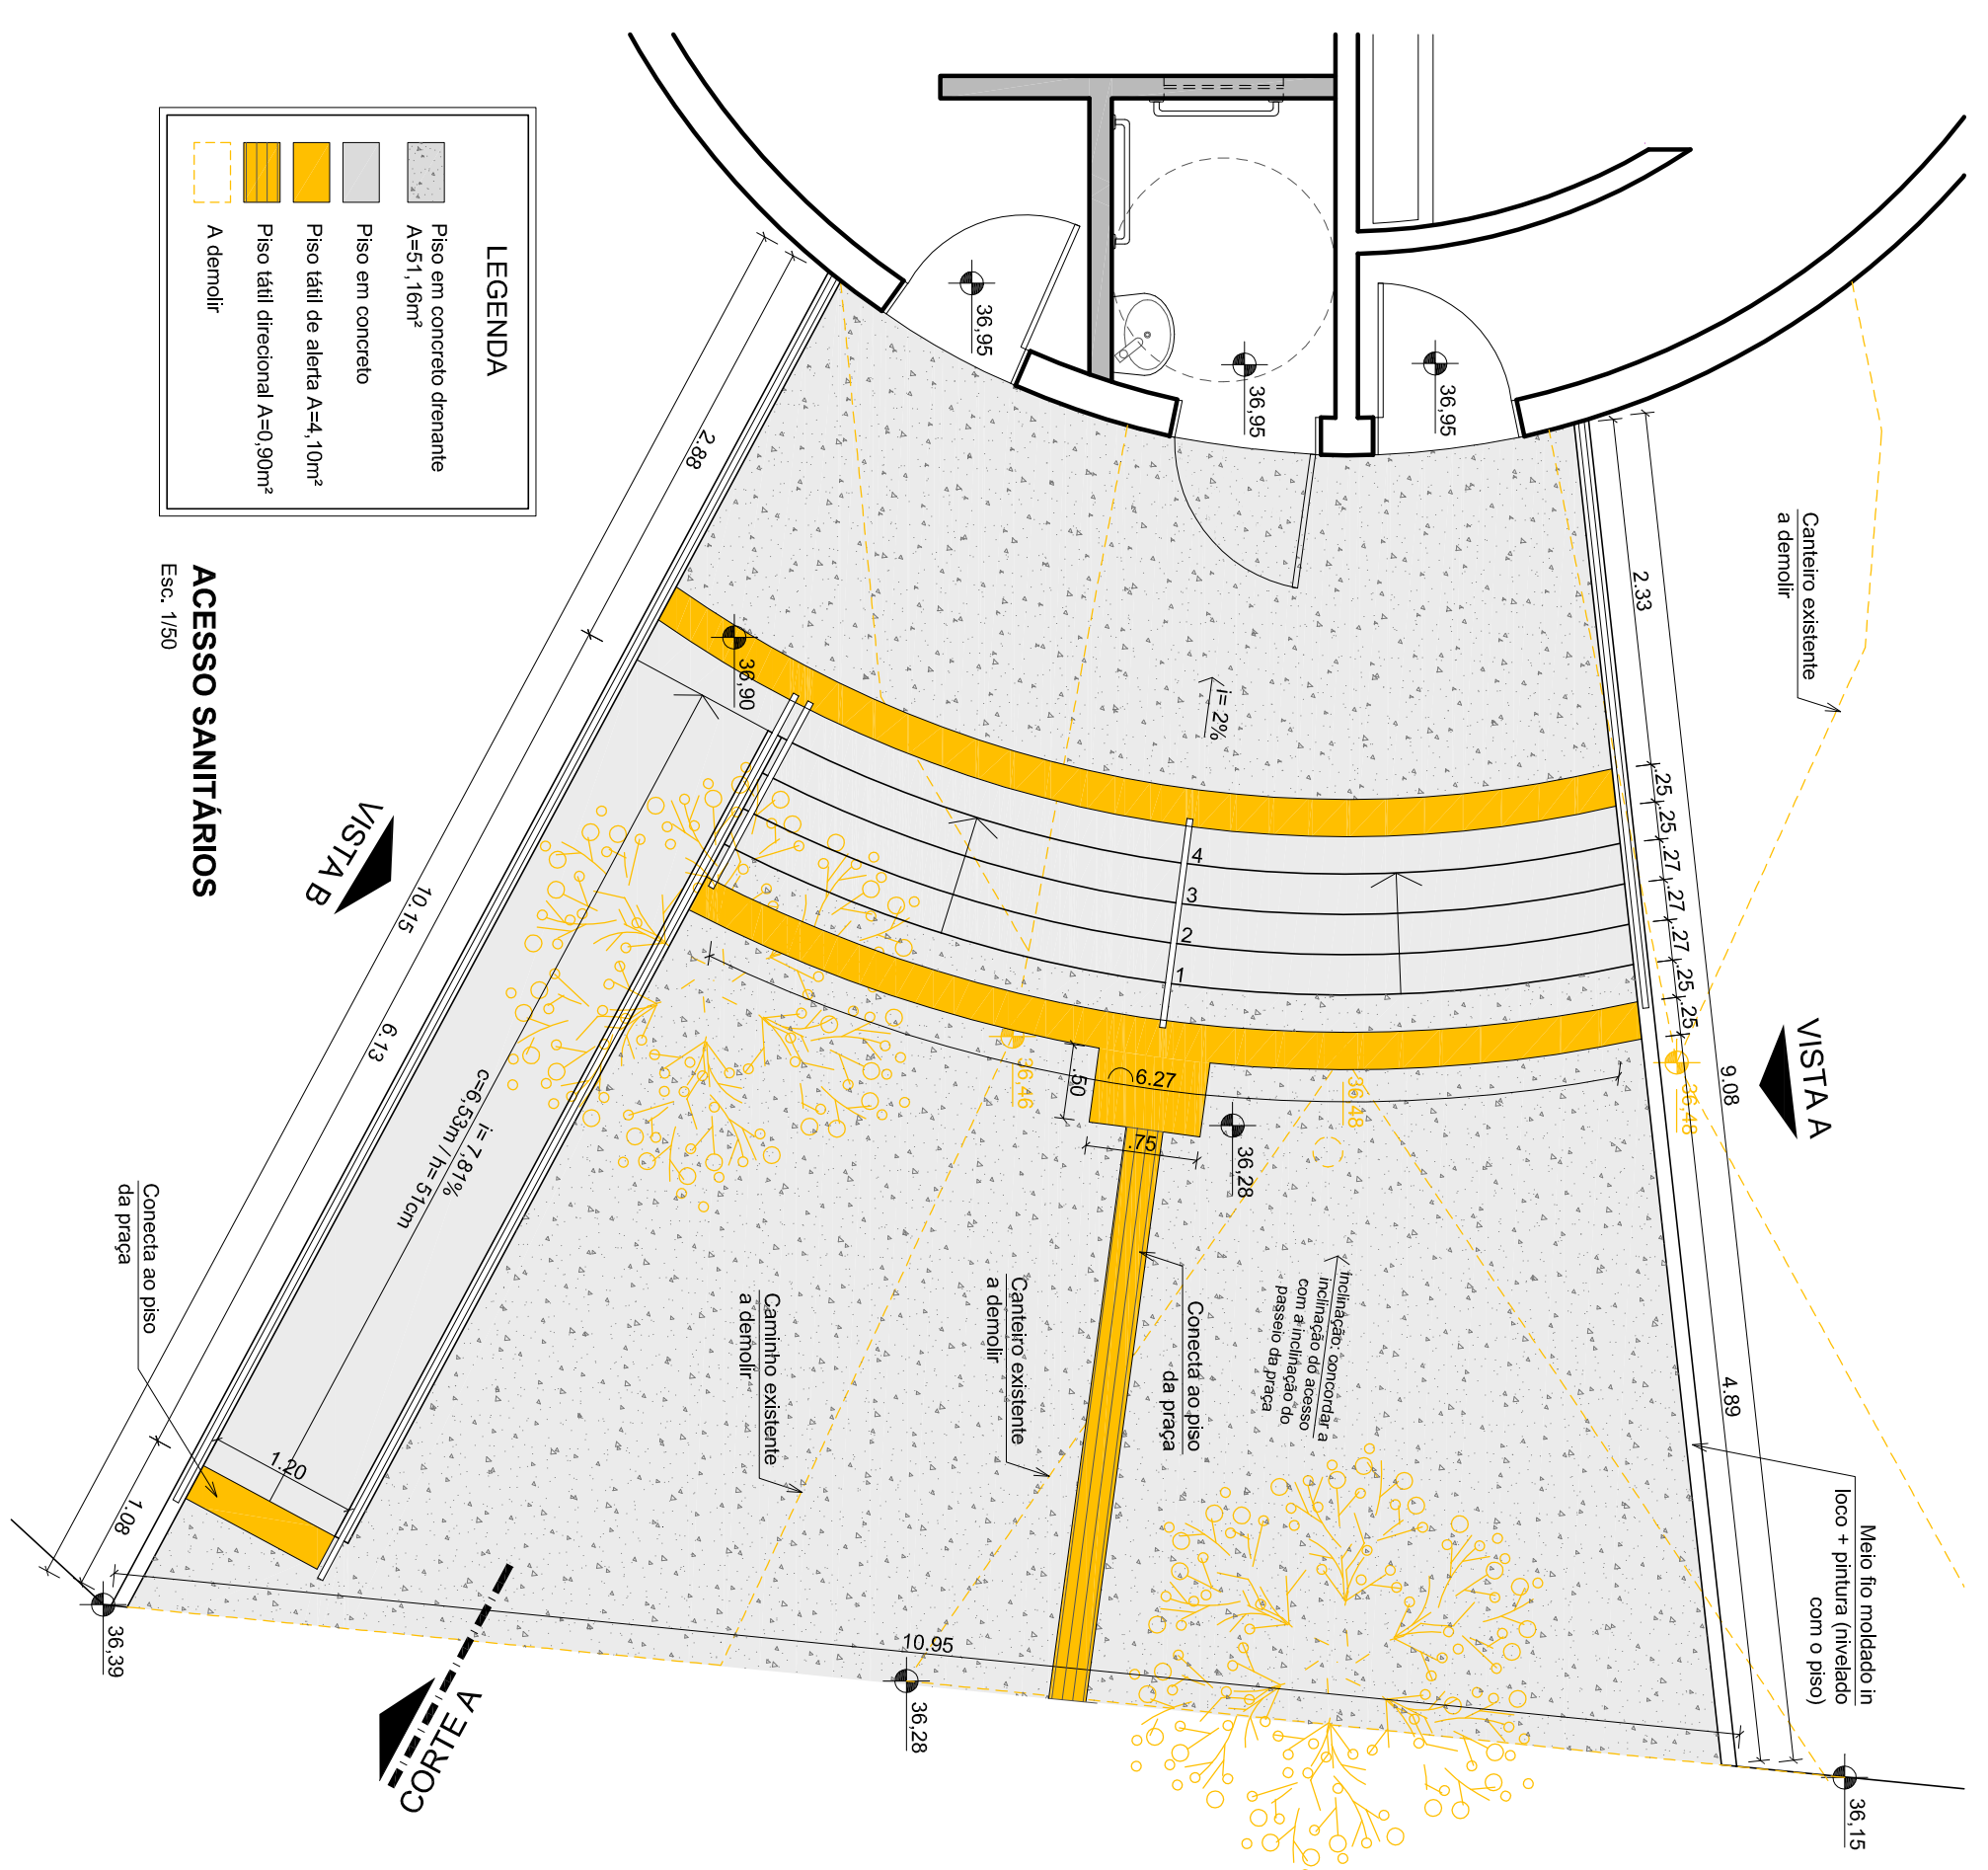 LEGENDA
Piso em concreto drenante
A=51,16m²
Piso em concreto
Piso tátil de alerta A=4,10m²
Piso tátil direcional A=0,90m²
A demolir
ACESSO SANITÁRIOS
Esc. 1/50
VISTA B
VISTA A
CORTE A
Canteiro existente
a demolir
Meio fio moldado in
loco + pintura (nivelado
com o piso)
inclinação: concordar a
inclinação do acesso
com a inclinação do
passeio da praça
Conecta ao piso
da praça
Canteiro existente
a demolir
Caminho existente
a demolir
Conecta ao piso
da praça
i= 7,81%
c=6,53m / h= 51cm
i= 2%
36,95
36,95
36,95
36,90
36,46
36,48
36,48
36,28
36,28
36,39
36,15
4
3
2
1
2.88
10.15
6.13
1.08
1.20
10.95
6.27
.50
.75
2.33
.25
.25
.27
.27
.27
.25
.25
9.08
4.89